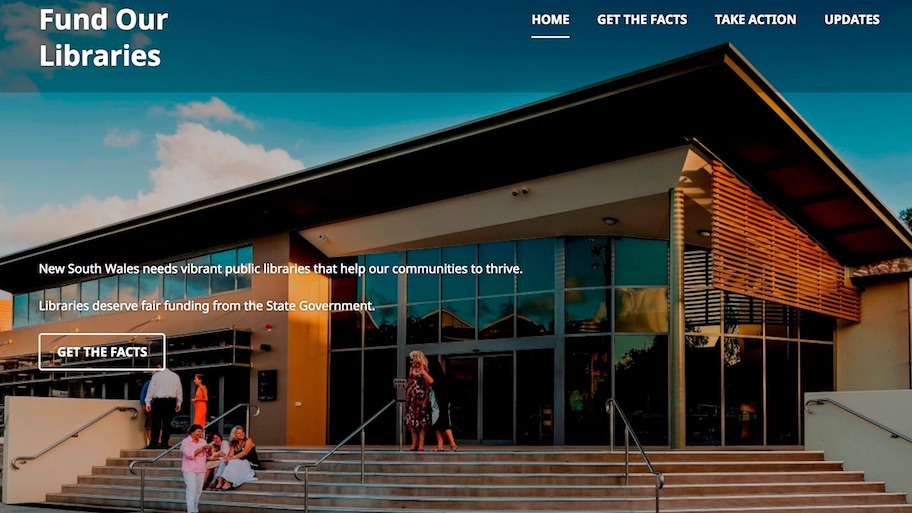 Fund Our
Libraries
HOME GET THE FACTS TAKE ACTION UPDATES
New South Wales needs vibrant public libraries that help our communities to thrive.
Libraries deserve fair funding from the State Government.
GET THE FACTS